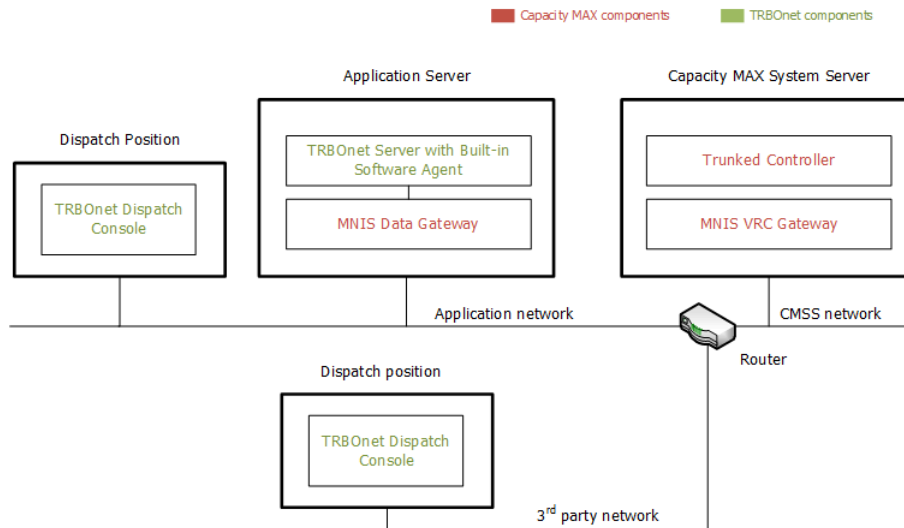 Capacity MAX components
TRBOnet components
Application Server
Capacity MAX System Server
Dispatch Position
TRBOnet Server with Built-in
Software Agent
Trunked Controller
TRBOnet Dispatch
Console
MNIS Data Gateway
MNIS VRC Gateway
Application network
CMSS network
Router
Dispatch position
TRBOnet Dispatch
Console
3rd party network